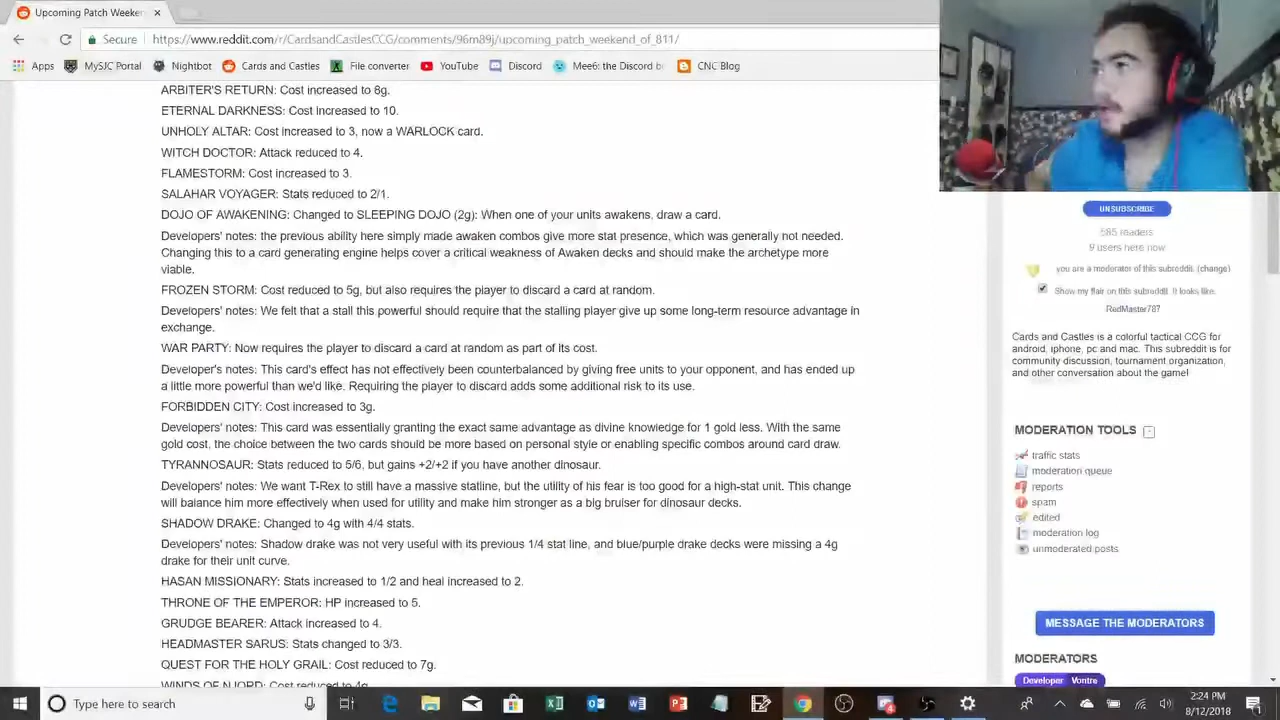 Upcoming Patch Weeken
Secure
https://www.reddit.com/r/CardsandCastlesCCG/comments/96m89j/upcoming_patch_weekend_of_811/
Apps
MySJC Portal
Nightbot
Cards and Castles
File converter
YouTube
Discord
Mee6: the Discord b
CNC Blog
ARBITER'S RETURN: Cost increased to 8g.
ETERNAL DARKNESS: Cost increased to 10.
UNHOLY ALTAR: Cost increased to 3, now a WARLOCK card.
WITCH DOCTOR: Attack reduced to 4.
FLAMESTORM: Cost increased to 3.
SALAHAR VOYAGER: Stats reduced to 2/1.
DOJO OF AWAKENING: Changed to SLEEPING DOJO (2g): When one of your units awakens, draw a card.
Developers' notes: the previous ability here simply made awaken combos give more stat presence, which was generally not needed.
Changing this to a card generating engine helps cover a critical weakness of Awaken decks and should make the archetype more
viable.
FROZEN STORM: Cost reduced to 5g, but also requires the player to discard a card at random.
Developers' notes: We felt that a stall this powerful should require that the stalling player give up some long-term resource advantage in
exchange.
WAR PARTY: Now requires the player to discard a card at random as part of its cost.
Developer's notes: This card's effect has not effectively been counterbalanced by giving free units to your opponent, and has ended up
a little more powerful than we'd like. Requiring the player to discard adds some additional risk to its use.
FORBIDDEN CITY: Cost increased to 3g.
Developers' notes: This card was essentially granting the exact same advantage as divine knowledge for 1 gold less. With the same
gold cost, the choice between the two cards should be more based on personal style or enabling specific combos around card draw.
TYRANNOSAUR: Stats reduced to 5/6, but gains +2/+2 if you have another dinosaur.
Developers' notes: We want T-Rex to still have a massive statline, but the utility of his fear is too good for a high-stat unit. This change
will balance him more effectively when used for utility and make him stronger as a big bruiser for dinosaur decks.
SHADOW DRAKE: Changed to 4g with 4/4 stats.
Developers' notes: Shadow drake was not very useful with its previous 1/4 stat line, and blue/purple drake decks were missing a 4g
drake for their unit curve.
HASAN MISSIONARY: Stats increased to 1/2 and heal increased to 2.
THRONE OF THE EMPEROR: HP increased to 5.
GRUDGE BEARER: Attack increased to 4.
HEADMASTER SARUS: Stats changed to 3/3.
QUEST FOR THE HOLY GRAIL: Cost reduced to 7g.
WINDS OF NJORD: Cost reduced to 4g.
UNSUBSCRIBE
585 readers
9 users here now
you are a moderator of this subreddit. (change)
Show my flair on this subreddit. It looks like:
RedMaster787
Cards and Castles is a colorful tactical CCG for
android, iphone, pc and mac. This subreddit is for
community discussion, tournament organization,
and other conversation about the game!
MODERATION TOOLS
traffic stats
moderation queue
reports
spam
edited
moderation log
unmoderated posts
MESSAGE THE MODERATORS
MODERATORS
Developer Vontre
Type here to search
2:24 PM
8/12/2018